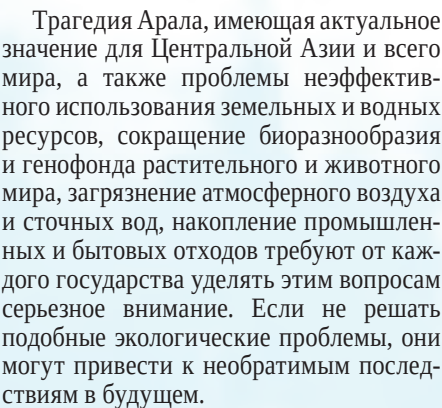 Трагедия Арала, имеющая актуальное
значение для Центральной Азии и всего
мира, а также проблемы неэффектив-
ного использования земельных и водных
ресурсов, сокращение биоразнообразия
и генофонда растительного и животного
мира, загрязнение атмосферного воздуха
и сточных вод, накопление промышлен-
ных и бытовых отходов требуют от каж-
дого государства уделять этим вопросам
серьезное внимание. Если не решать
подобные экологические проблемы, они
могут привести к необратимым послед-
ствиям в будущем.